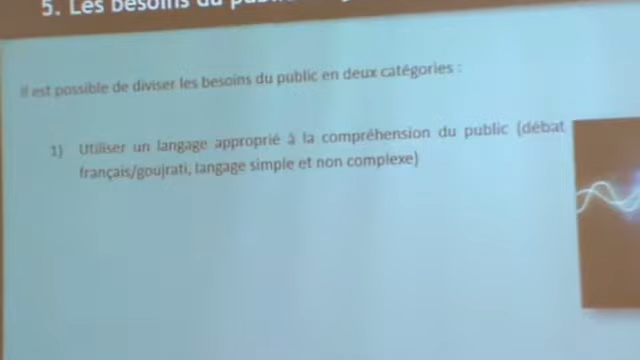 5. Les besoins du public
Il est possible de diviser les besoins du public en deux catégories :
1) Utiliser un langage approprié à la compréhension du public (débat
français/goujrati, langage simple et non complexe)